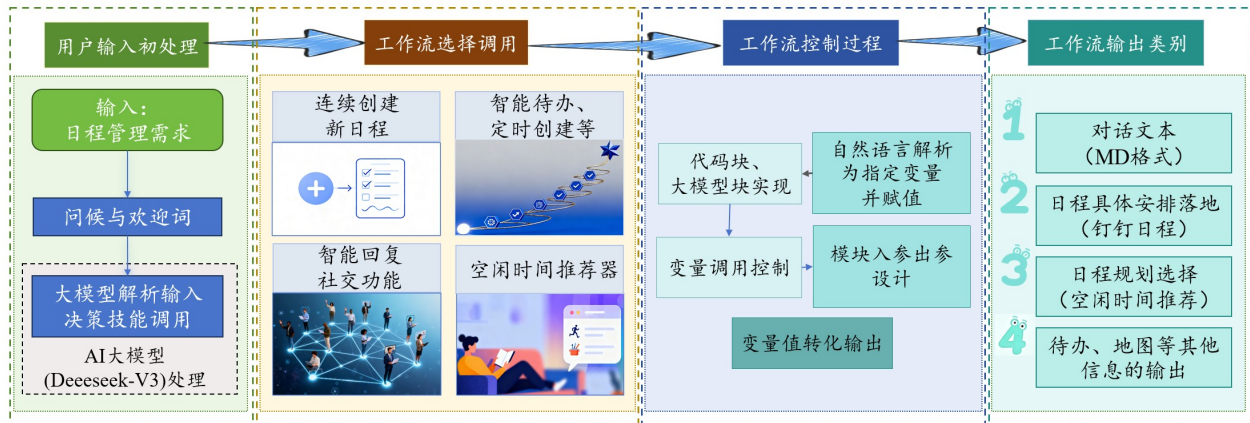 用户输入初处理
输入:
日程管理需求
问候与欢迎词
大模型解析输入
决策技能调用
AI大模型
(Deeeseek-V3)处理
工作流选择调用
连续创建
新日程
智能待办、
定时创建等
智能回复
社交功能
空闲时间推荐器
工作流控制过程
代码块、
大模型块实现
自然语言解析
为指定变量
并赋值
变量调用控制
模块入参出参
设计
变量值转化输出
工作流输出类别
1
对话文本
(MD格式)
2
日程具体安排落地
(钉钉日程)
3
日程规划选择
(空闲时间推荐)
4
待办、地图等其他
信息的输出